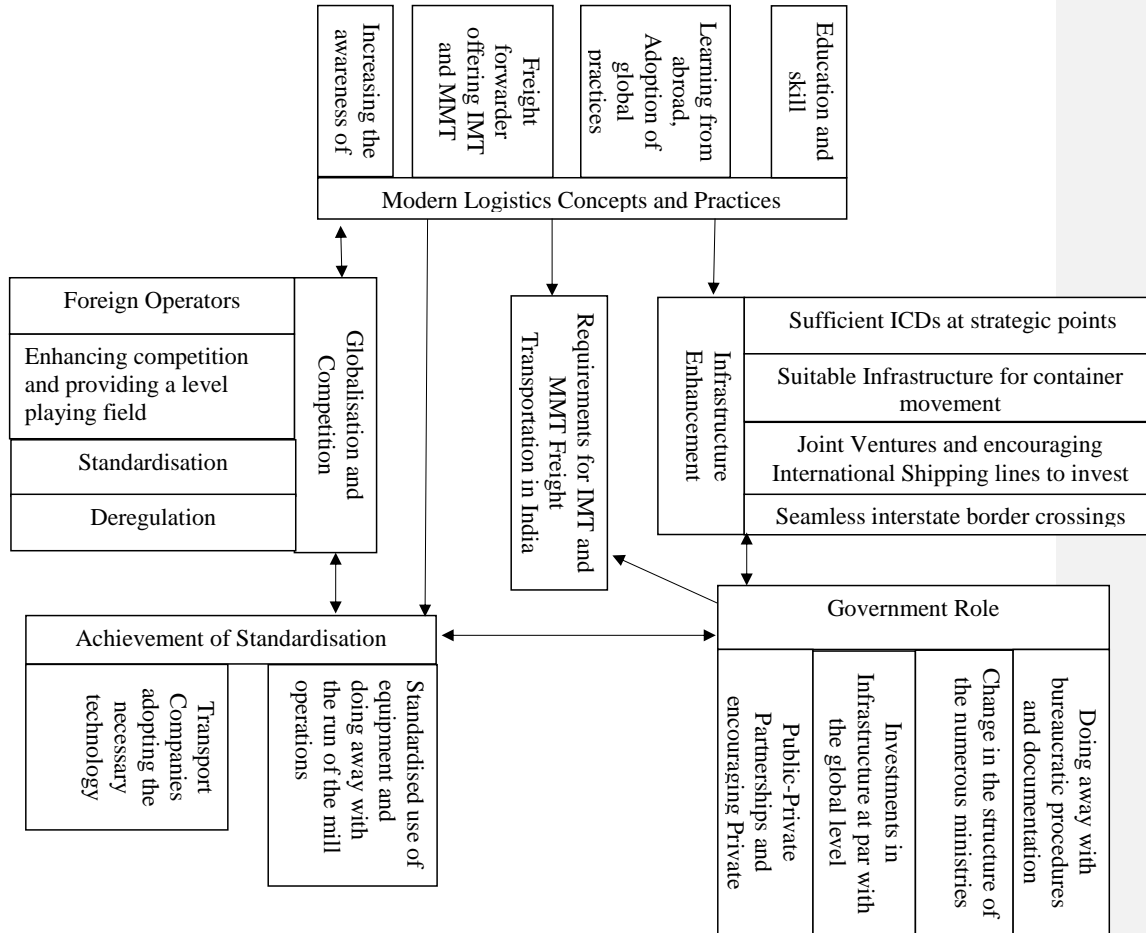 Increasing the
awareness of
Freight
forwarder
offering IMT
and MMT
Learning from
abroad,
Adoption of
global
practices
Education and
skill
Modern Logistics Concepts and Practices
Foreign Operators
Enhancing competition
and providing a level
playing field
Standardisation
Deregulation
Globalisation and
Competition
Requirements for IMT and
MMT Freight
Transportation in India
Infrastructure
Enhancement
Sufficient ICDs at strategic points
Suitable Infrastructure for container
movement
Joint Ventures and encouraging
International Shipping lines to invest
Seamless interstate border crossings
Achievement of Standardisation
Transport
Companies
adopting the
necessary
technology
Standardised use of
equipment and
doing away with
the run of the mill
operations
Government Role
Public-Private
Partnerships and
encouraging Private
Investments in
Infrastructure at par with
the global level
Change in the structure of
the numerous ministries
Doing away with
bureaucratic procedures
and documentation